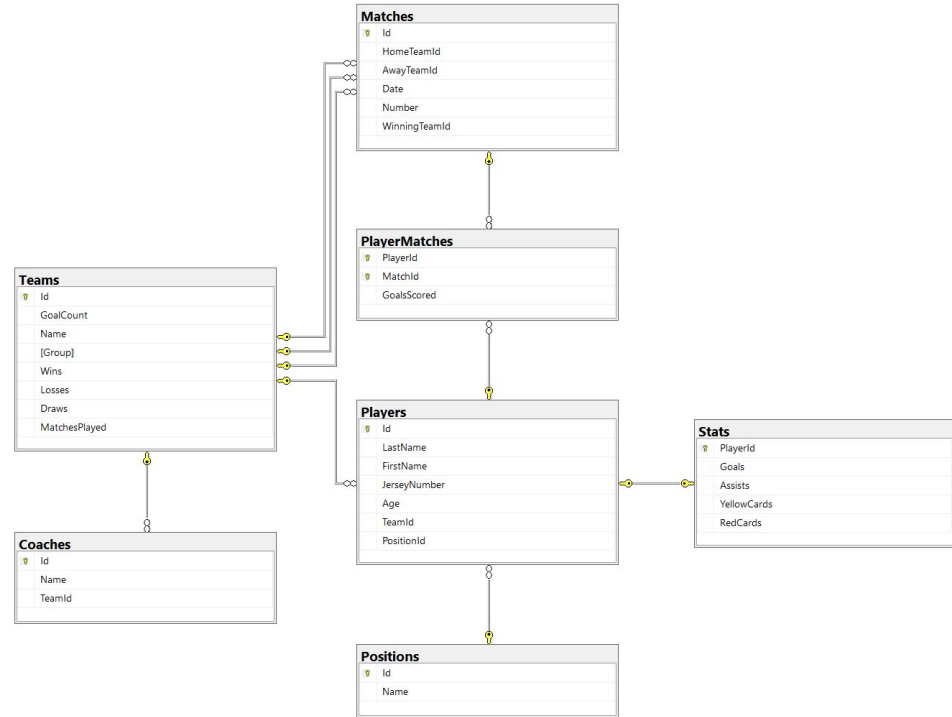 Matches
Id
HomeTeamId
AwayTeamId
Date
Number
WinningTeamId
PlayerMatches
PlayerId
MatchId
GoalsScored
Teams
Id
GoalCount
Name
[Group]
Wins
Losses
Draws
MatchesPlayed
Players
Id
LastName
FirstName
JerseyNumber
Age
TeamId
PositionId
Stats
PlayerId
Goals
Assists
YellowCards
RedCards
Coaches
Id
Name
TeamId
Positions
Id
Name